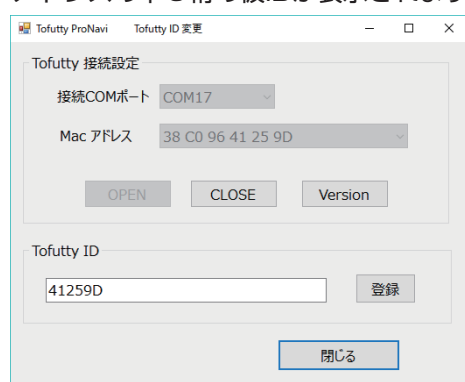 Tofutty ProNavi Tofutty ID 変更
Tofutty 接続設定
接続COMポート COM17
Mac アドレス 38 C0 96 41 25 9D
OPEN CLOSE Version
Tofutty ID
41259D 登録
閉じる